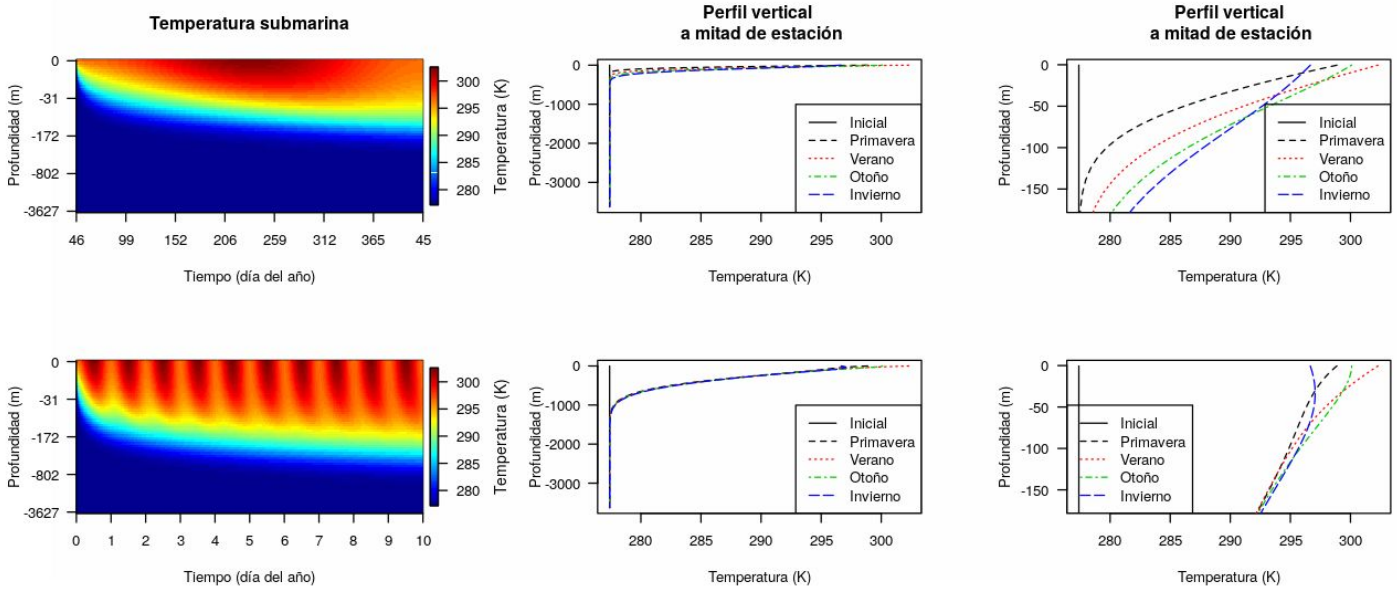 Temperatura submarina
Profundidad (m)
0
-31
-172
-802
-3627
46 99 152 206 259 312 365 45
Tiempo (día del año)
300
295
290
285
280
Temperatura (K)
Perfil vertical
a mitad de estación
Profundidad (m)
0
-1000
-2000
-3000
280 285 290 295 300
Temperatura (K)
Inicial
Primavera
Verano
Otoño
Invierno
Perfil vertical
a mitad de estación
Profundidad (m)
0
-50
-100
-150
280 285 290 295 300
Temperatura (K)
Inicial
Primavera
Verano
Otoño
Invierno
Profundidad (m)
0
-31
-172
-802
-3627
0 1 2 3 4 5 6 7 8 9 10
Tiempo (día del año)
300
295
290
285
280
Temperatura (K)
Profundidad (m)
0
-1000
-2000
-3000
280 285 290 295 300
Temperatura (K)
Inicial
Primavera
Verano
Otoño
Invierno
Profundidad (m)
0
-50
-100
-150
280 285 290 295 300
Temperatura (K)
Inicial
Primavera
Verano
Otoño
Invierno